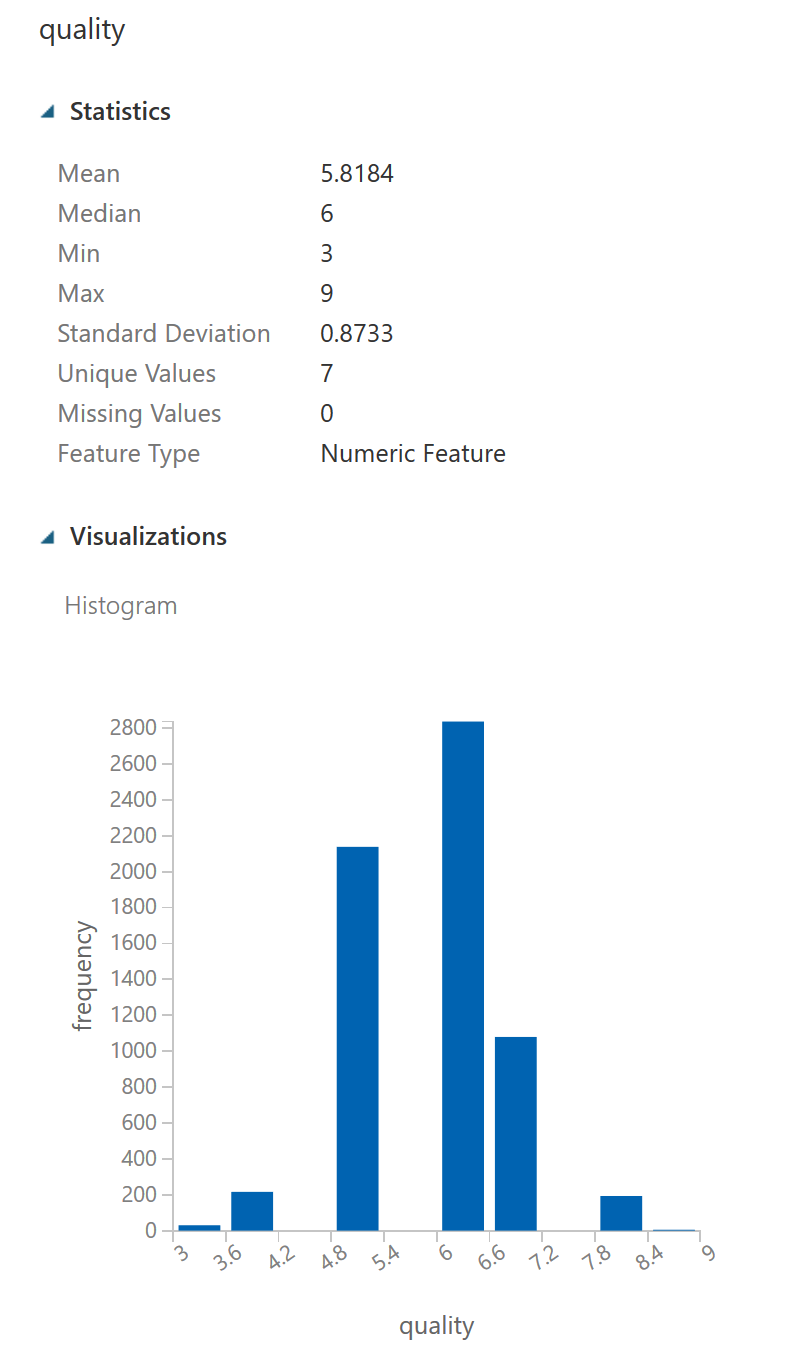 quality
Statistics
Mean 5.8184
Median 6
Min 3
Max 9
Standard Deviation 0.8733
Unique Values 7
Missing Values 0
Feature Type Numeric Feature
Visualizations
Histogram
2800
2600
2400
2200
2000
1800
1600
1400
1200
1000
800
600
400
200
0
frequency
3 3.6 4.2 4.8 5.4 6 6.6 7.2 7.8 8.4 9
quality